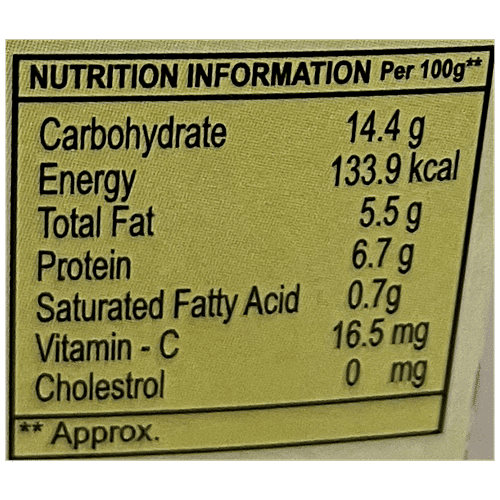 NUTRITION INFORMATION Per 100g**
Carbohydrate 14.4 g
Energy 133.9 kcal
Total Fat 5.5 g
Protein 6.7 g
Saturated Fatty Acid 0.7g
Vitamin - C 16.5 mg
Cholestrol 0 mg
** Approx.